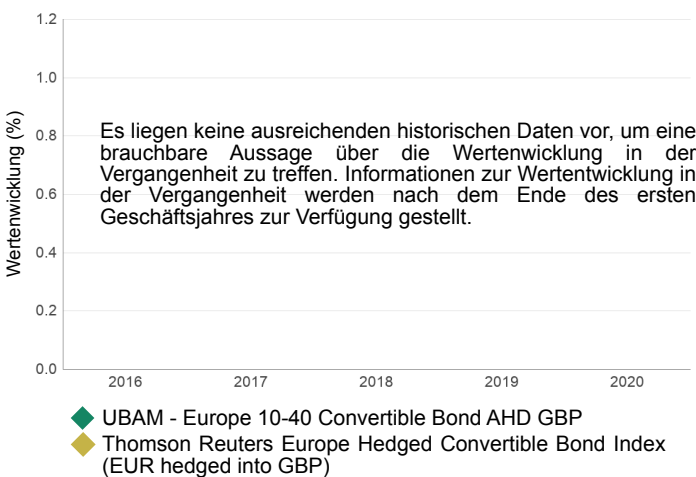 1.2
1.0
0.8
0.6
0.4
0.2
0.0
Wertenwicklung (%)
Es liegen keine ausreichenden historischen Daten vor, um eine
brauchbare Aussage über die Wertenwicklung in der
Vergangenheit zu treffen. Informationen zur Wertentwicklung in
der Vergangenheit werden nach dem Ende des ersten
Geschäftsjahres zur Verfügung gestellt.
2016 2017 2018 2019 2020
UBAM - Europe 10-40 Convertible Bond AHD GBP
Thomson Reuters Europe Hedged Convertible Bond Index
(EUR hedged into GBP)